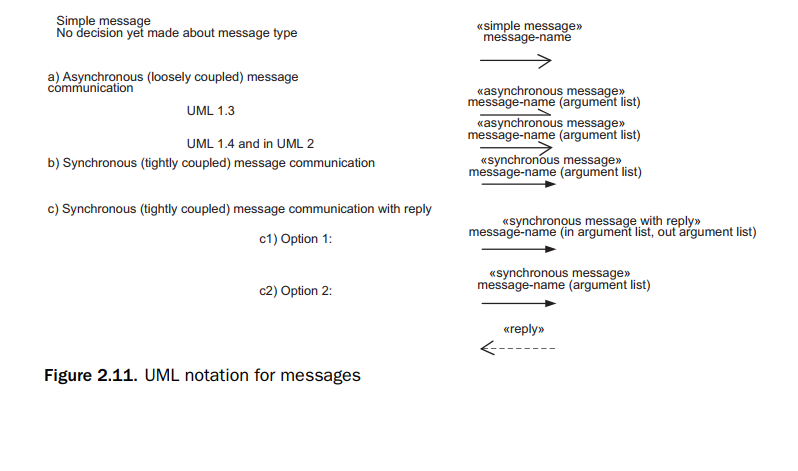 Simple message
No decision yet made about message type
«simple message»
message-name
a) Asynchronous (loosely coupled) message
communication
«asynchronous message»
message-name (argument list)
UML 1.3
«asynchronous message»
message-name (argument list)
UML 1.4 and in UML 2
b) Synchronous (tightly coupled) message communication
«synchronous message»
message-name (argument list)
c) Synchronous (tightly coupled) message communication with reply
«synchronous message with reply»
message-name (in argument list, out argument list)
c1) Option 1:
«synchronous message»
message-name (argument list)
c2) Option 2:
«reply»
Figure 2.11. UML notation for messages